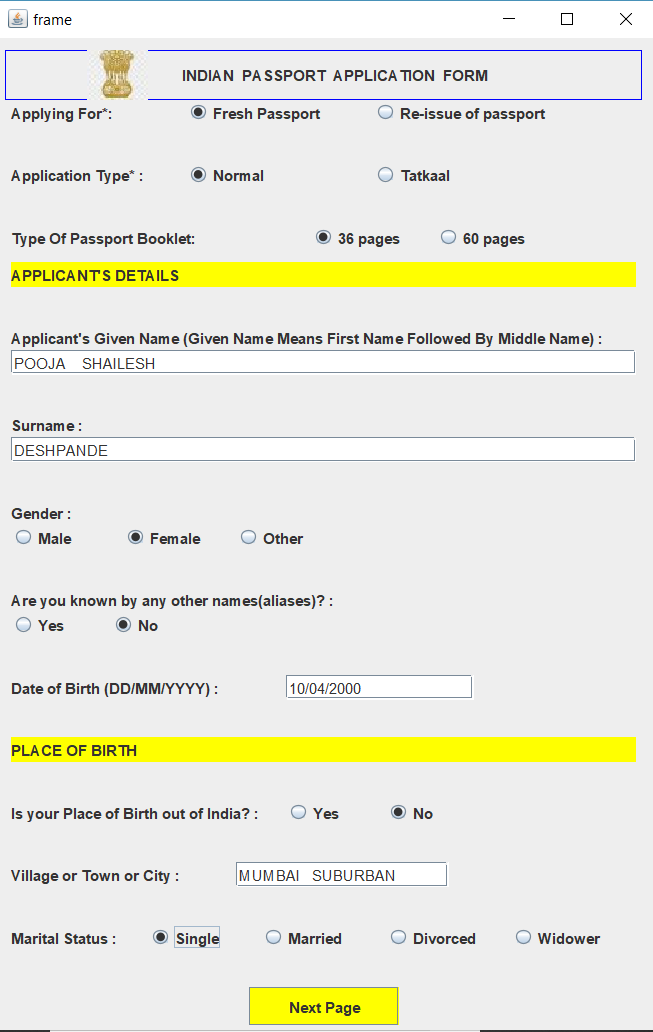 frame
INDIAN PASSPORT APPLICATION FORM
Applying For*: Fresh Passport Re-issue of passport
Application Type* : Normal Tatkaal
Type Of Passport Booklet: 36 pages 60 pages
APPLICANT'S DETAILS
Applicant's Given Name (Given Name Means First Name Followed By Middle Name) :
POOJA SHAILESH
Surname :
DESHPANDE
Gender :
Male Female Other
Are you known by any other names(aliases)? :
Yes No
Date of Birth (DD/MM/YYYY) : 10/04/2000
PLACE OF BIRTH
Is your Place of Birth out of India? : Yes No
Village or Town or City : MUMBAI SUBURBAN
Marital Status : Single Married Divorced Widower
Next Page